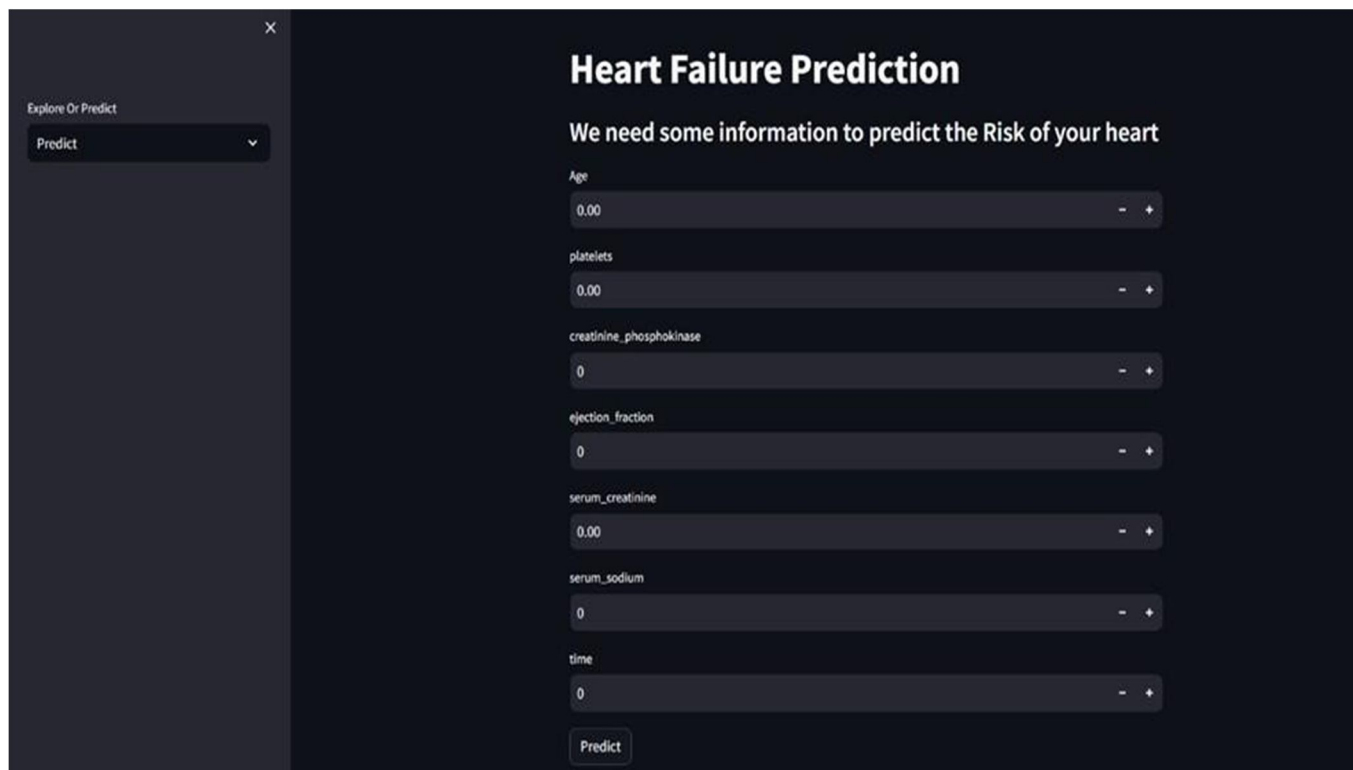 Explore Or Predict
Predict
Heart Failure Prediction
We need some information to predict the Risk of your heart
Age
0.00
platelets
0.00
creatinine_phosphokinase
0
ejection_fraction
0
serum_creatinine
0.00
serum_sodium
0
time
0
Predict